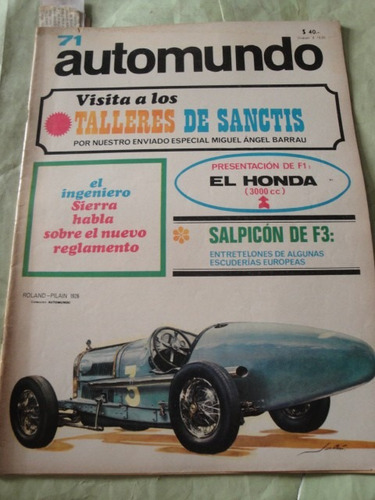 71
$ 40.-
automundo
Visita a los
TALLERES DE SANCTIS
POR NUESTRO ENVIADO ESPECIAL MIGUEL ÁNGEL BARRAU
el
ingeniero
Sierra
habla
sobre el nuevo
reglamento
PRESENTACIÓN DE F1:
EL HONDA
(3000 cc)
SALPICÓN DE F3:
ENTRETELONES DE ALGUNAS
ESCUDERÍAS EUROPEAS
ROLAND-PILAIN
AUTOMUNDO
3